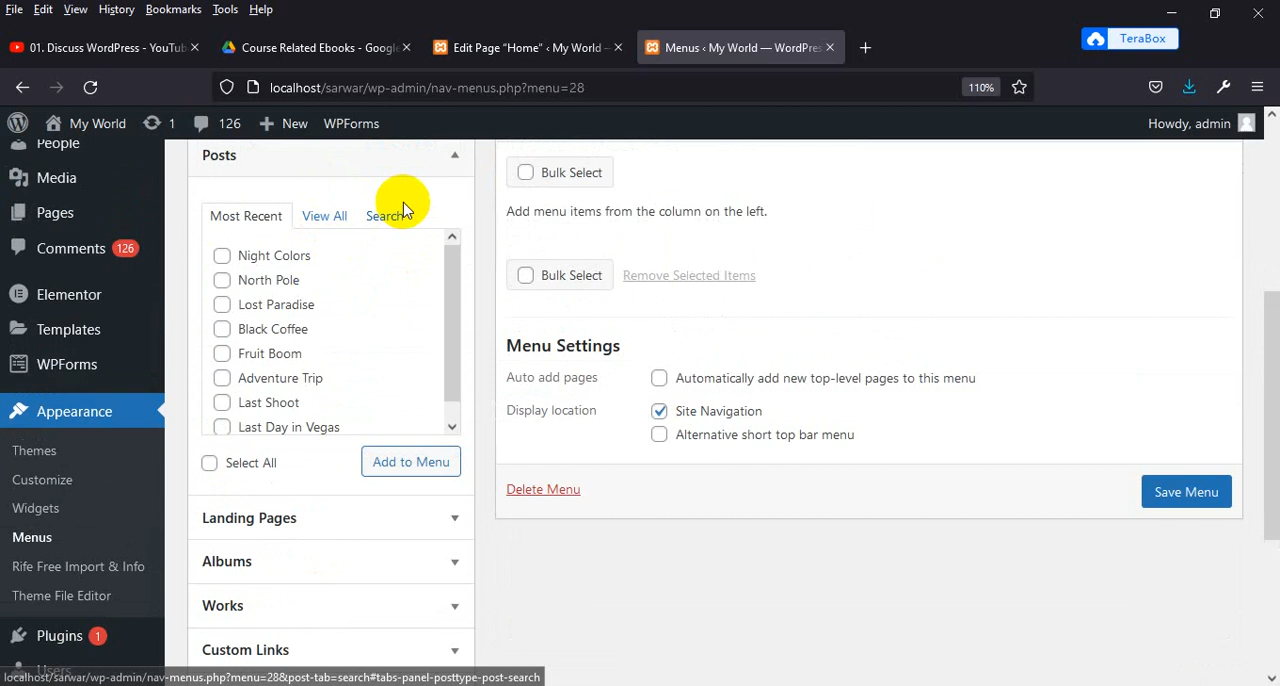 File Edit View History Bookmarks Tools Help
01. Discuss WordPress - YouTub
Course Related Ebooks - Google
Edit Page "Home" ‹ My World —
Menus ‹ My World — WordPres
TeraBox
localhost/sarwar/wp-admin/nav-menus.php?menu=28
110%
My World 1 126 New WPForms
Howdy, admin
People
Media
Pages
Comments 126
Elementor
Templates
WPForms
Appearance
Themes
Customize
Widgets
Menus
Rife Free Import & Info
Theme File Editor
Plugins 1
Users
Posts
Most Recent View All Search
Night Colors
North Pole
Lost Paradise
Black Coffee
Fruit Boom
Adventure Trip
Last Shoot
Last Day in Vegas
Select All
Add to Menu
Landing Pages
Albums
Works
Custom Links
Bulk Select
Add menu items from the column on the left.
Bulk Select Remove Selected Items
Menu Settings
Auto add pages
Automatically add new top-level pages to this menu
Display location
Site Navigation
Alternative short top bar menu
Delete Menu
Save Menu
localhost/sarwar/wp-admin/nav-menus.php?menu=28&post-tab=search#tabs-panel-posttype-post-search